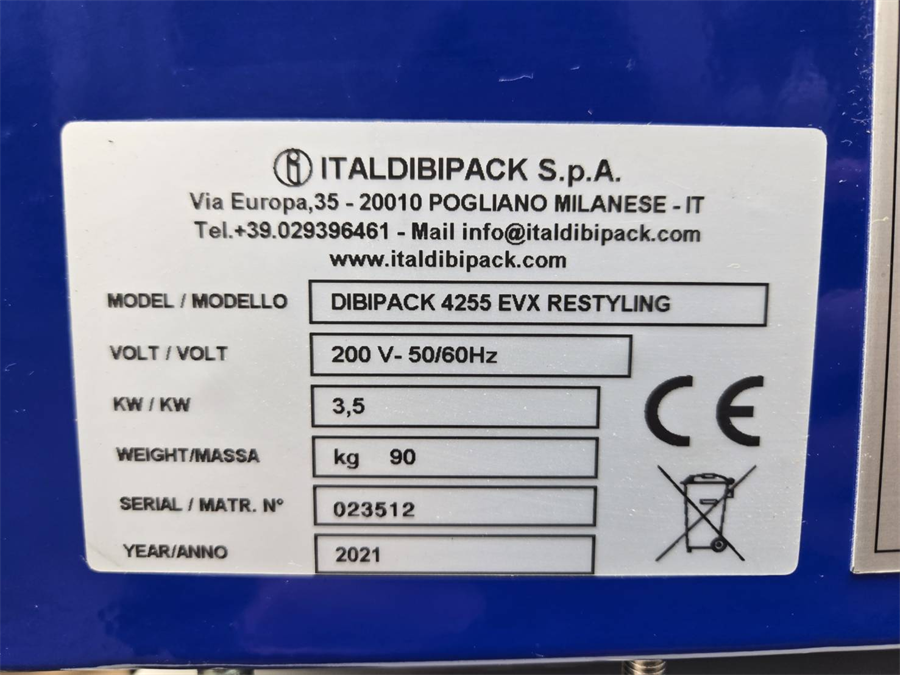 ITALDIBIPACK S.p.A.
Via Europa,35 - 20010 POGLIANO MILANESE - IT
Tel.+39.029396461 - Mail info@italdibipack.com
www.italdibipack.com
MODEL / MODELLO DIBIPACK 4255 EVX RESTYLING
VOLT / VOLT 200 V- 50/60Hz
KW / KW 3,5
WEIGHT/MASSA kg 90
SERIAL / MATR. N° 023512
YEAR/ANNO 2021
CE